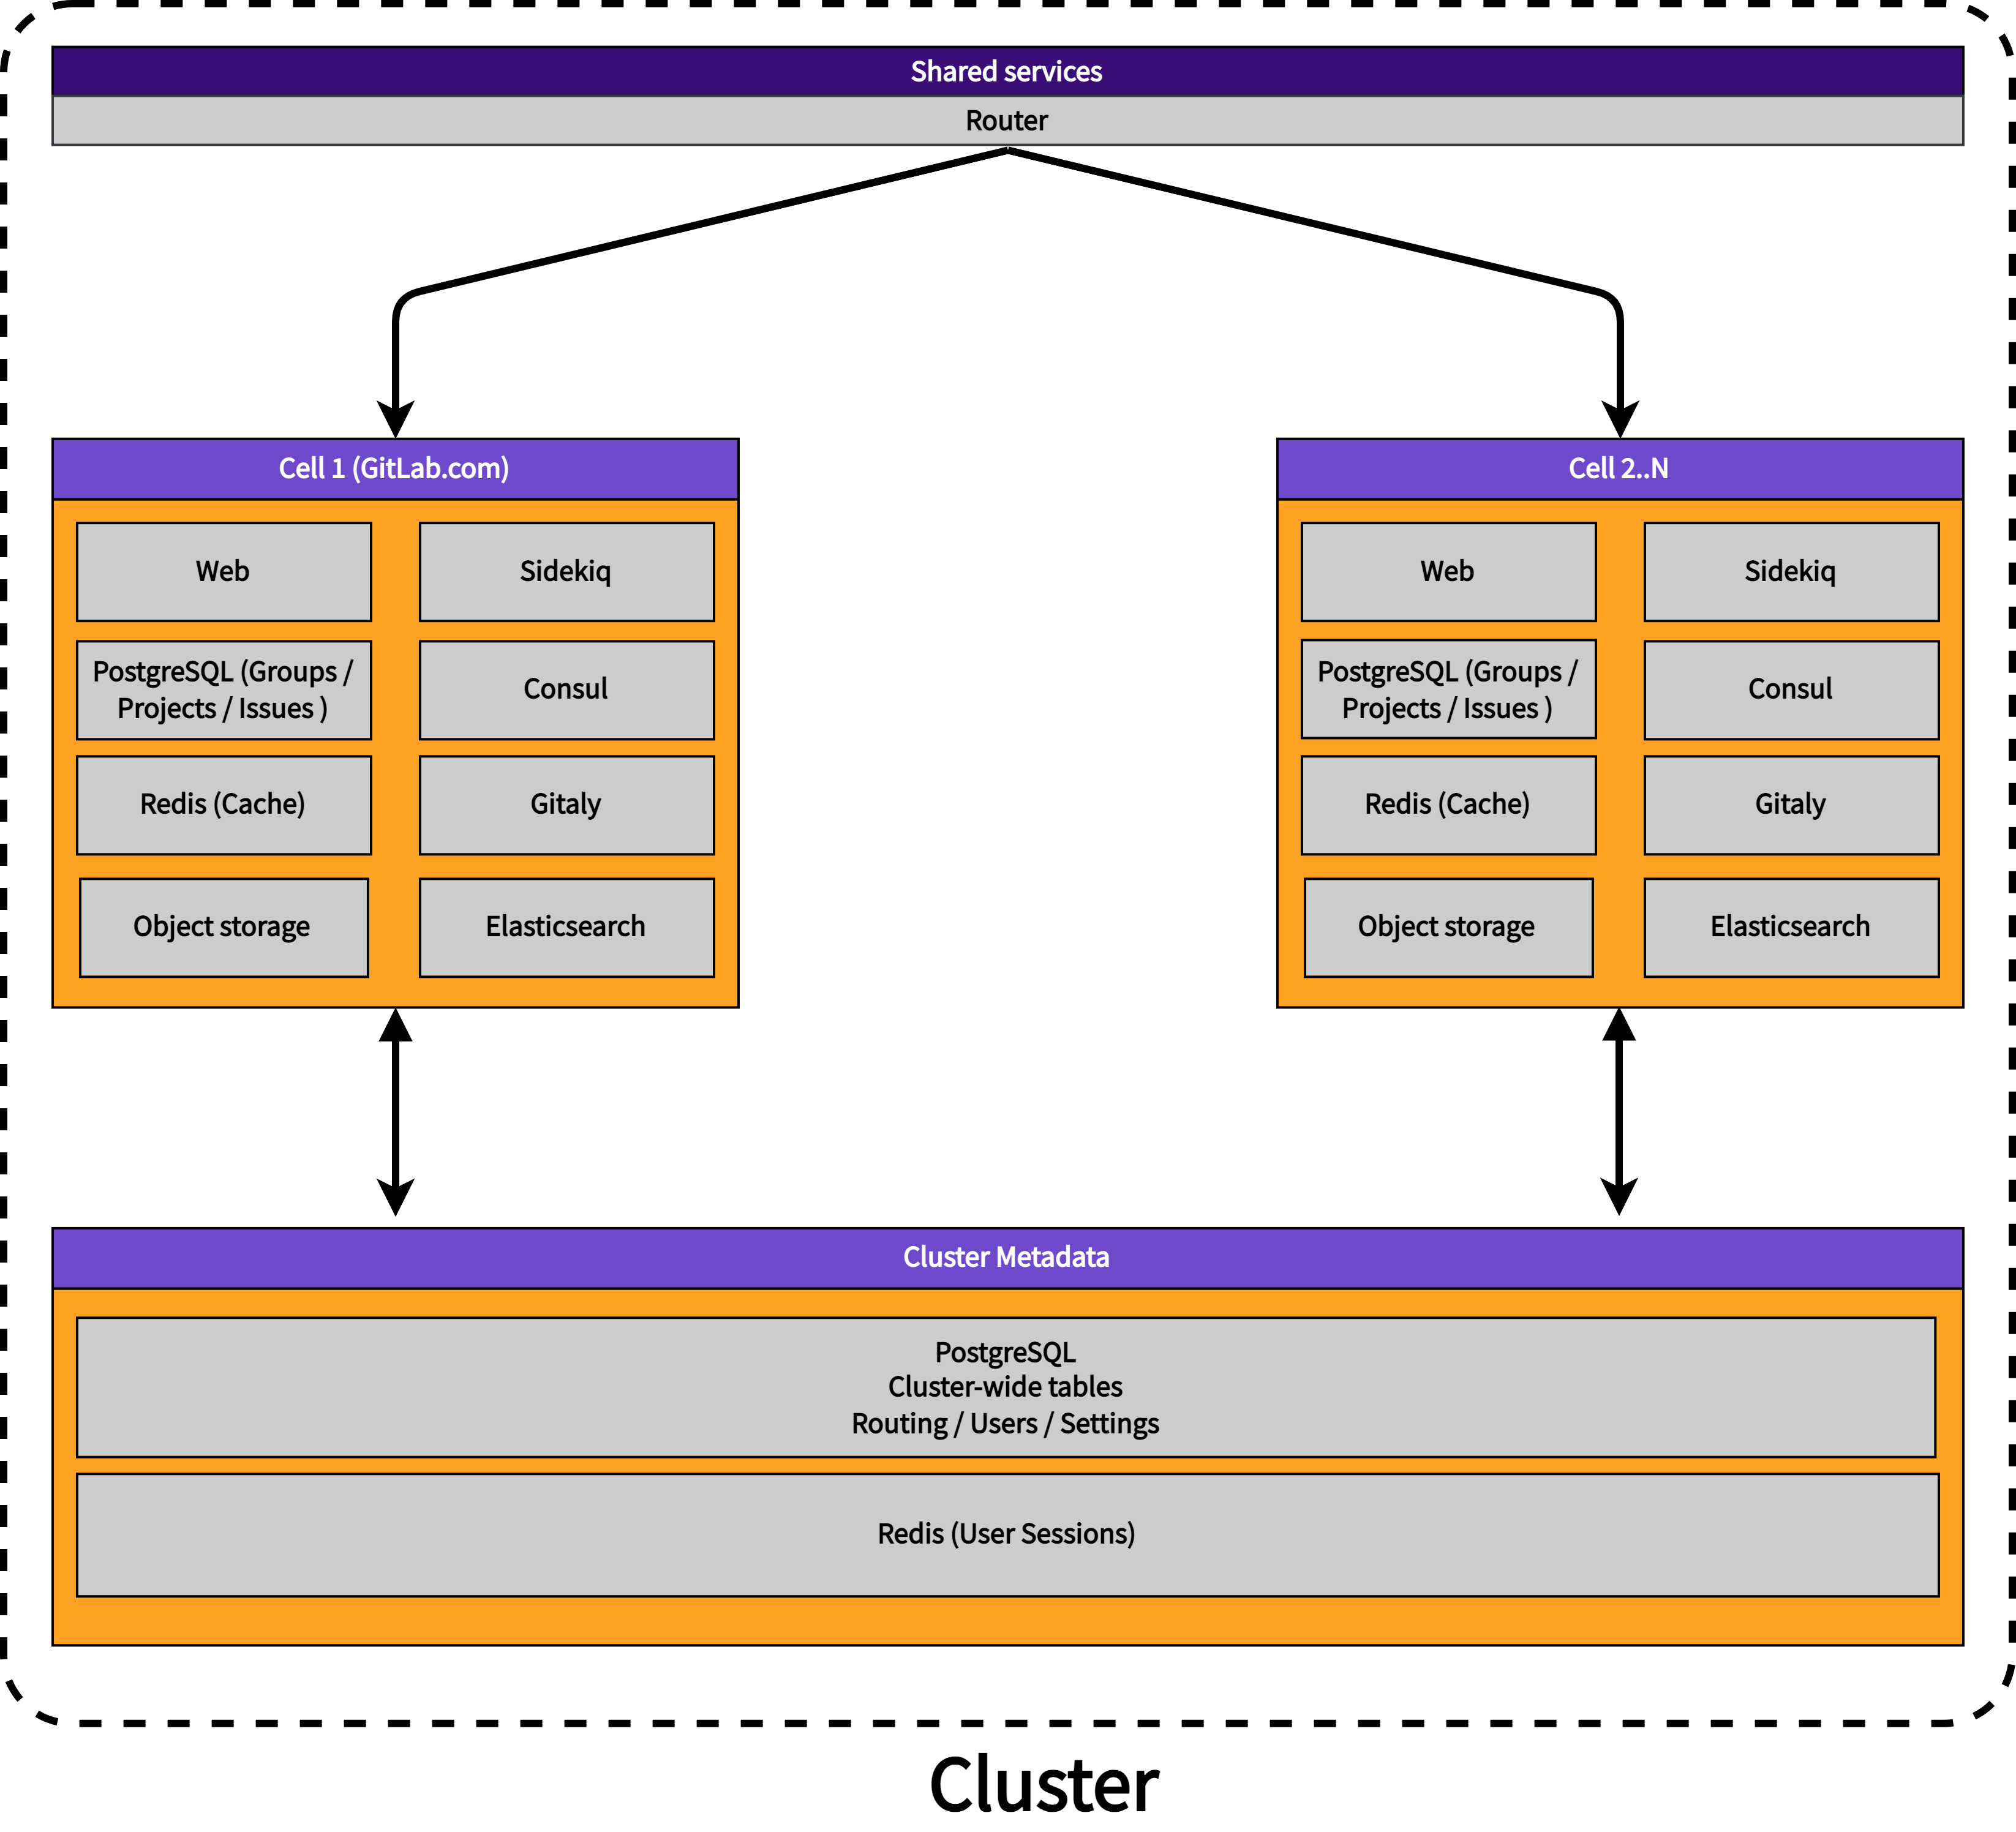 Shared services
Router
Cell 1 (GitLab.com)
Web
Sidekiq
PostgreSQL (Groups /
Projects / Issues )
Consul
Redis (Cache)
Gitaly
Object storage
Elasticsearch
Cell 2..N
Web
Sidekiq
PostgreSQL (Groups /
Projects / Issues )
Consul
Redis (Cache)
Gitaly
Object storage
Elasticsearch
Cluster Metadata
PostgreSQL
Cluster-wide tables
Routing / Users / Settings
Redis (User Sessions)
Cluster